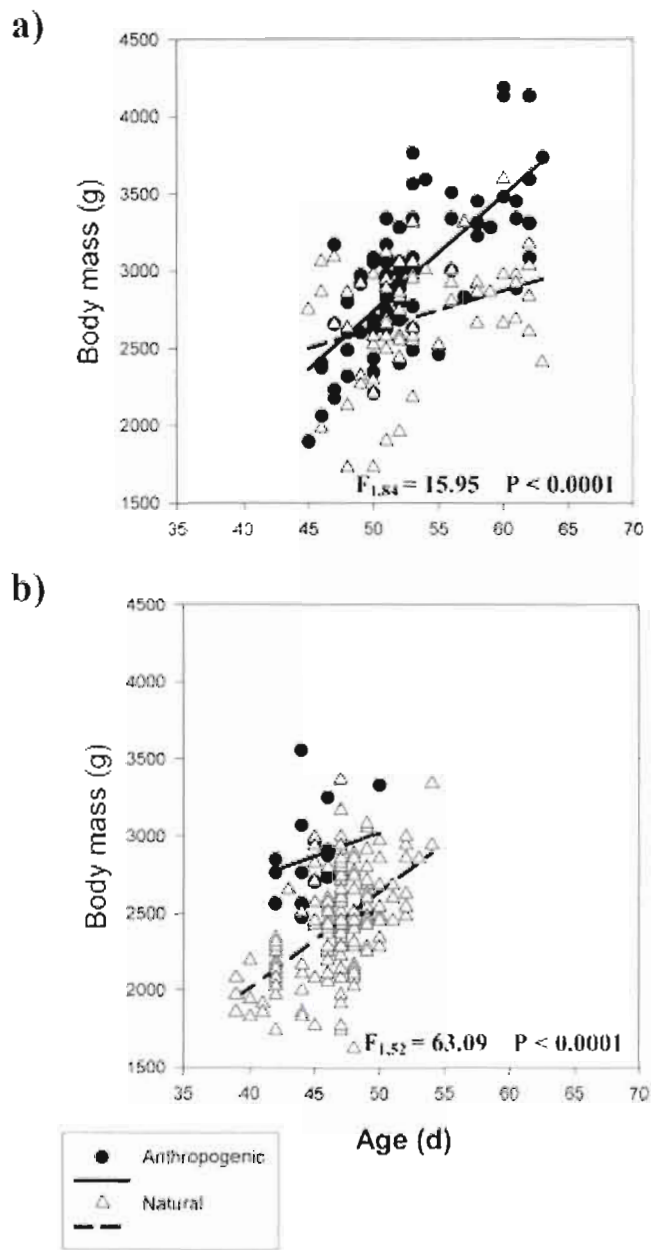 a)
4500
4000
3500
3000
2500
2000
1500
Body mass (g)
F1,84 = 15.95 P < 0.0001
35 40 45 50 55 60 65 70
b)
4500
4000
3500
3000
2500
2000
1500
Body mass (g)
F1,52 = 63.09 P < 0.0001
35 40 45 50 55 60 65 70
Age (d)
Anthropogenic
Natural